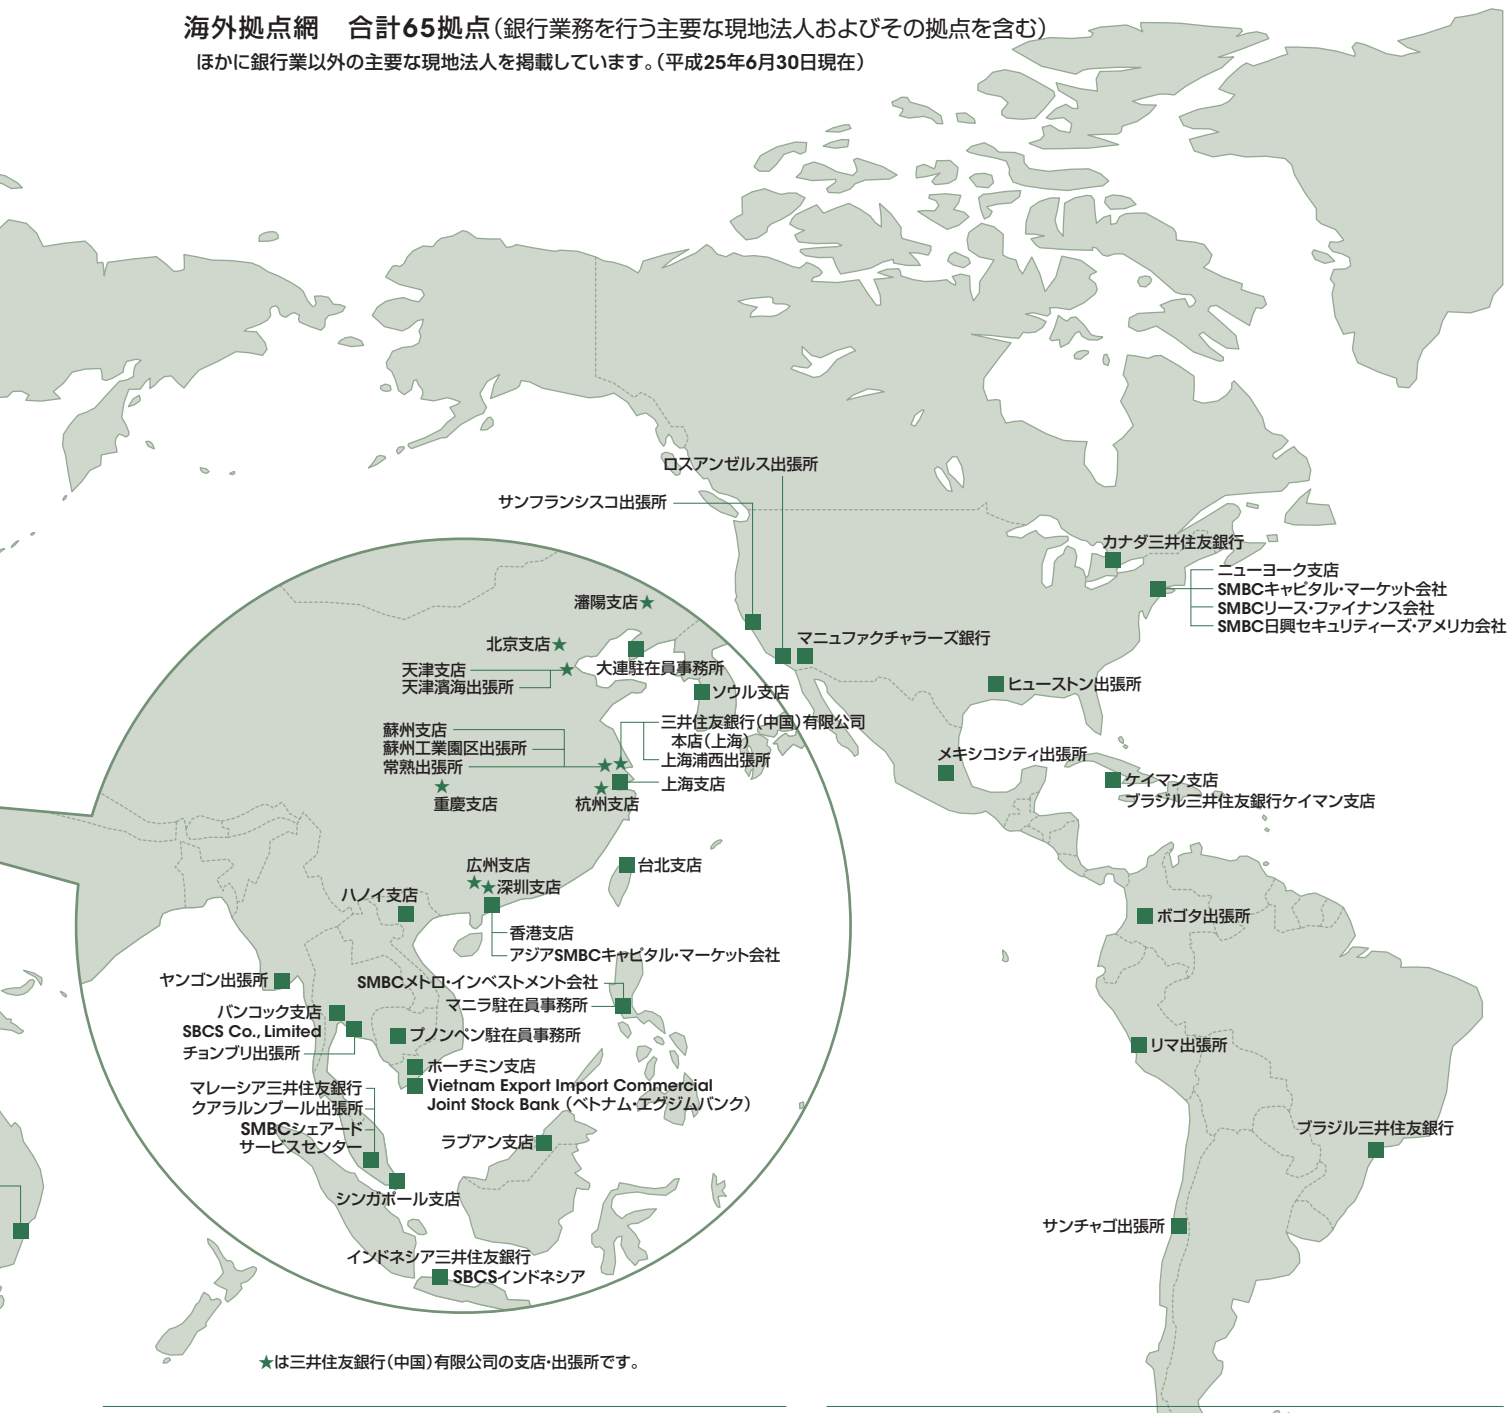 海外拠点網　合計65拠点（銀行業務を行う主要な現地法人およびその拠点を含む）
ほかに銀行業以外の主要な現地法人を掲載しています。（平成25年6月30日現在）
ロスアンゼルス出張所
サンフランシスコ出張所
カナダ三井住友銀行
ニューヨーク支店
SMBCキャピタル・マーケット会社
SMBCリース・ファイナンス会社
SMBC日興セキュリティーズ・アメリカ会社
マニュファクチャラーズ銀行
ヒューストン出張所
メキシコシティ出張所
ケイマン支店
ブラジル三井住友銀行ケイマン支店
ボゴタ出張所
リマ出張所
ブラジル三井住友銀行
サンチャゴ出張所
瀋陽支店★
北京支店★
天津支店
天津濱海出張所
大連駐在員事務所
ソウル支店
蘇州支店
蘇州工業園区出張所
常熟出張所
三井住友銀行（中国）有限公司
本店（上海）
上海浦西出張所
上海支店
重慶支店
杭州支店
広州支店
深圳支店
台北支店
ハノイ支店
香港支店
アジアSMBCキャピタル・マーケット会社
ヤンゴン出張所
SMBCメトロ・インベストメント会社
マニラ駐在員事務所
バンコック支店
SBCS Co., Limited
チョンブリ出張所
プノンペン駐在員事務所
ホーチミン支店
Vietnam Export Import Commercial
Joint Stock Bank（ベトナム・エグジムバンク）
マレーシア三井住友銀行
クアラルンプール出張所
SMBCシェアード
サービスセンター
ラブアン支店
シンガポール支店
インドネシア三井住友銀行
SBCSインドネシア
★は三井住友銀行（中国）有限公司の支店・出張所です。